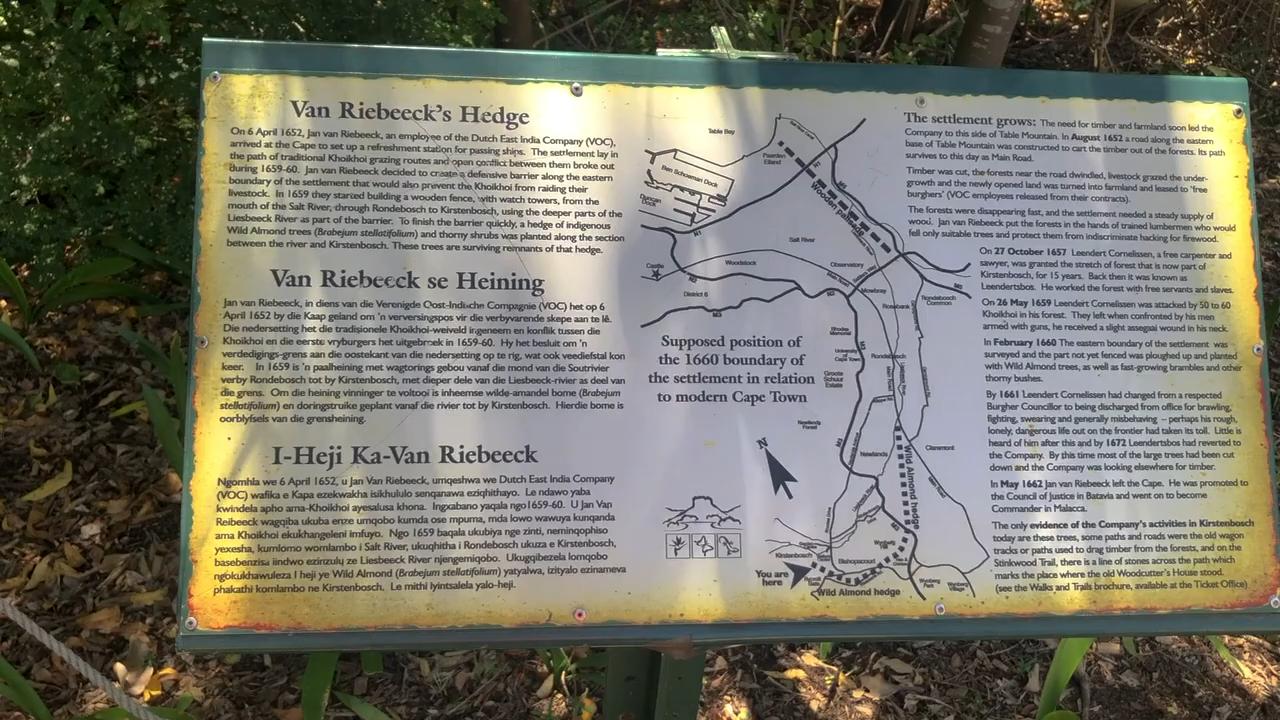 Van Riebeeck's Hedge
On 6 April 1652, Jan van Riebeeck, an employee of the Dutch East India Company (VOC),
arrived at the Cape to set up a refreshment station for passing ships. The settlement lay in
the path of traditional Khoikhoi grazing routes and open conflict between them broke out
during 1659-60. Jan van Riebeeck decided to create a defensive barrier along the eastern
boundary of the settlement that would also prevent the Khoikhoi from raiding their
livestock. In 1659 they started building a wooden fence, with watch towers, from the
mouth of the Salt River, through Rondebosch to Kirstenbosch, using the deeper parts of the
Liesbeeck River as part of the barrier. To finish the barrier quickly, a hedge of indigenous
Wild Almond trees (Brabejum stellatifolium) and thorny shrubs was planted along the section
between the river and Kirstenbosch. These trees are surviving remnants of that hedge.
Van Riebeeck se Heining
Jan van Riebeeck, in diens van die Verenigde Oost-Indische Compagnie (VOC) het op 6
April 1652 by die Kaap geland om 'n verversingspos vir die verbyvarende skepe aan te lê.
Die nedersetting het die tradisionele Khoikhoi-weiveld ingeneem en konflik tussen die
Khoikhoi en die eerste vryburgers het uitgebreek in 1659-60. Hy het besluit om 'n
verdedigings-grens aan die oostekant van die nedersetting op te rig, wat ook veediefstal kon
keer. In 1659 is 'n paalheining met wagtorings gebou vanaf die mond van die Soutrivier
verby Rondebosch tot by Kirstenbosch, met dieper dele van die Liesbeeck-rivier as deel van
die grens. Om die heining vinninger te voltooi is inheemse wilde-amandel bome (Brabejum
stellatifolium) en doringstruike geplant vanaf die rivier tot by Kirstenbosch. Hierdie bome is
oorblyfsels van die grensheining.
I-Heji Ka-Van Riebeeck
Ngomhla we 6 April 1652, u Jan Van Riebeeck, umqeshwa we Dutch East India Company
(VOC) wafika e Kapa ezekwakha isikhululo senqanawa eziqhithayo. Le ndawo yaba
kwindela apho ama-Khoikhoi ayesalusa khona. Ingxabano yaqala ngo1659-60. U Jan Van
Reibeeck wagqiba ukuba enze umqobo kumda ose mpuma, mda lowo wawuya kunqanda
ama Khoikhoi ekukhangeleni imfuyo. Ngo 1659 baqala ukubiya nge zinti, neminqophiso
yexesha, kumlomo womlambo i Salt River, ukuqhitha i Rondebosch ukuza e Kirstenbosch,
basebenzisa iindwo ezinzulu ze Liesbeeck River njengemiqobo. Ukugqibezela lomqobo
ngokukhawuleza I heji ye Wild Almond (Brabejum stellatifolium) yatyalwa, izityalo ezinameva
phakathi komlambo ne Kirstenbosch. Le mithi iyintsalela yalo-heji.
Table Bay
Paarden
Eiland
Ben Schoeman Dock
Duncan
Dock
N1
N1
M5
Wooden palisade
Salt River
Castle
Woodstock
Observatory
District 6
M3
Mowbray
Rosebank
Rondebosch
Common
Rhodes
Memorial
University of
Cape Town
Groote
Schuur
Estate
Rondebosch
Supposed position of
the 1660 boundary of
the settlement in relation
to modern Cape Town
Newlands
Forest
Newlands
Claremont
N
Wild Almond hedge
Kirstenbosch
Bishopscourt
You are
here
Wynberg
Park
Wynberg
Village
Wild Almond hedge
The settlement grows: The need for timber and farmland soon led the
Company to this side of Table Mountain. In August 1652 a road along the eastern
base of Table Mountain was constructed to cart the timber out of the forests. Its path
survives to this day as Main Road.
Timber was cut, the forests near the road dwindled, livestock grazed the under-
growth and the newly opened land was turned into farmland and leased to 'free
burghers' (VOC employees released from their contracts).
The forests were disappearing fast, and the settlement needed a steady supply of
wood. Jan van Riebeeck put the forests in the hands of trained lumbermen who would
fell only suitable trees and protect them from indiscriminate hacking for firewood.
On 27 October 1657 Leendert Cornelissen, a free carpenter and
sawyer, was granted the stretch of forest that is now part of
Kirstenbosch, for 15 years. Back then it was known as
Leendertsbos. He worked the forest with free servants and slaves.
On 26 May 1659 Leendert Cornelissen was attacked by 50 to 60
Khoikhoi in his forest. They left when confronted by his men
armed with guns, he received a slight assegai wound in his neck.
In February 1660 The eastern boundary of the settlement was
surveyed and the part not yet fenced was ploughed up and planted
with Wild Almond trees, as well as fast-growing brambles and other
thorny bushes.
By 1661 Leendert Cornelissen had changed from a respected
Burgher Councillor to being discharged from office for brawling,
fighting, swearing and generally misbehaving – perhaps his rough,
lonely, dangerous life out on the frontier had taken its toll. Little is
heard of him after this and by 1672 Leendertsbos had reverted to
the Company. By this time most of the large trees had been cut
down and the Company was looking elsewhere for timber.
In May 1662 Jan van Riebeeck left the Cape. He was promoted to
the Council of Justice in Batavia and went on to become
Commander in Malacca.
The only evidence of the Company's activities in Kirstenbosch
today are these trees, some paths and roads were the old wagon
tracks or paths used to drag timber from the forests, and on the
Stinkwood Trail, there is a line of stones across the path which
marks the place where the old Woodcutter's House stood.
(see the Walks and Trails brochure, available at the Ticket Office)